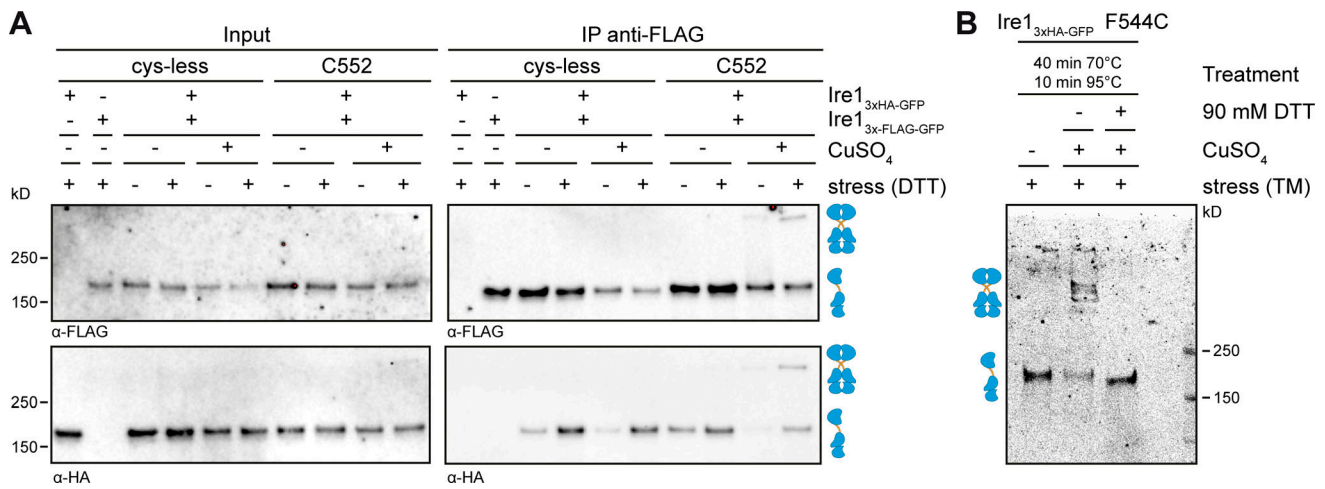 A
Input
IP anti-FLAG
cys-less
C552
cys-less
C552
+ - + +
+ - + +
Ire1 3xHA-GFP
- + + +
- + + +
Ire1 3x-FLAG-GFP
- - - + - +
- - - + - +
CuSO4
+ + - + - + - + - +
+ + - + - + - + - +
stress (DTT)
kD
250
150
α-FLAG
α-FLAG
250
150
α-HA
α-HA
B
Ire1 3xHA-GFP F544C
40 min 70°C
10 min 95°C
Treatment
- +
90 mM DTT
- + +
CuSO4
+ + +
stress (TM)
kD
250
150